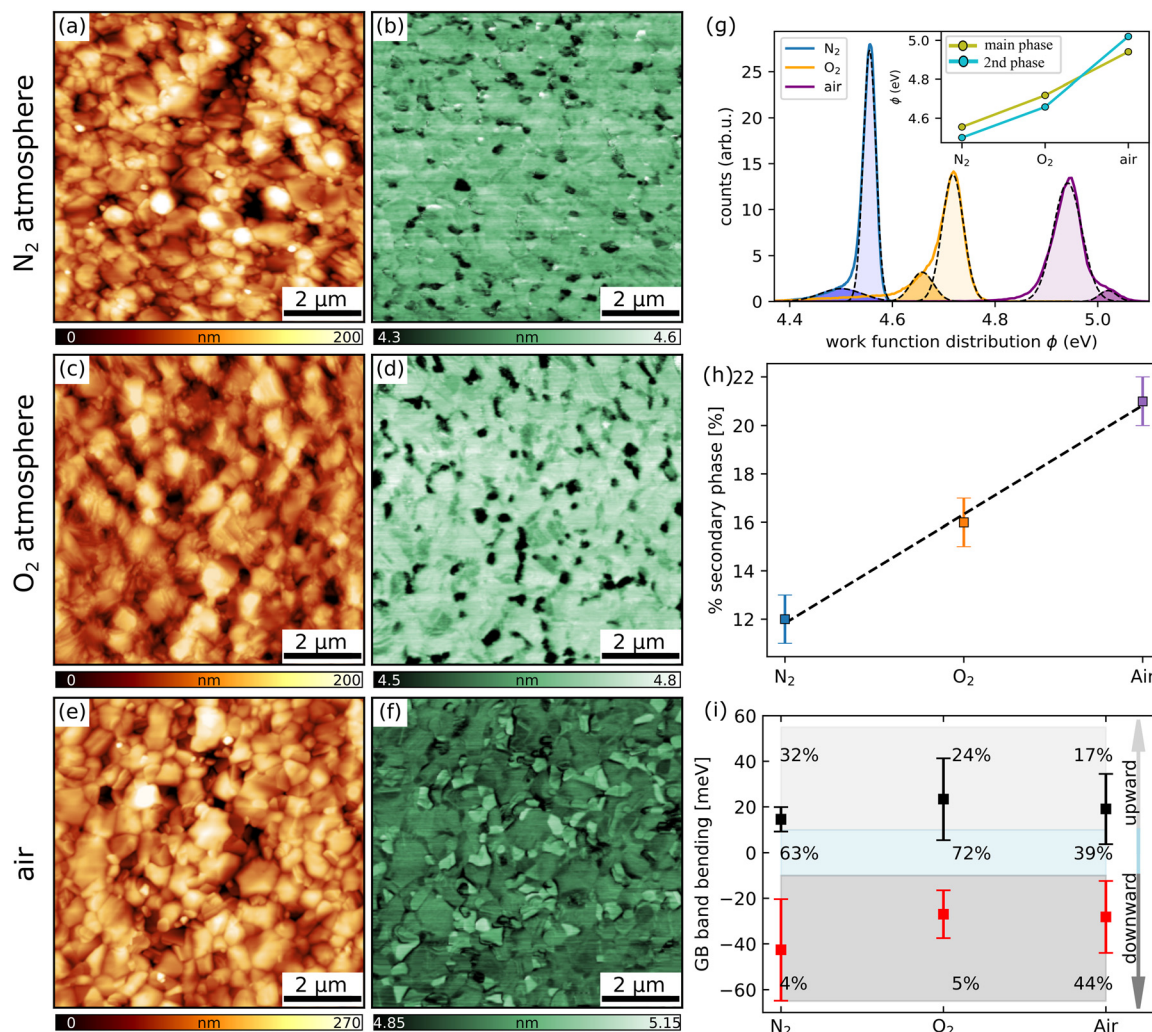 N₂ atmosphere
(a)
2 μm
0 nm 200
(b)
2 μm
4.3 nm 4.6
O₂ atmosphere
(c)
2 μm
0 nm 200
(d)
2 μm
4.5 nm 4.8
air
(e)
2 μm
0 nm 270
(f)
2 μm
4.85 nm 5.15
(g)
N₂
O₂
air
counts (arb.u.)
25
20
15
10
5
0
4.4 4.6 4.8 5.0
work function distribution ϕ (eV)
main phase
2nd phase
ϕ (eV)
5.0
4.8
4.6
N₂ O₂ air
(h)
% secondary phase [%]
22
20
18
16
14
12
N₂ O₂ Air
(i)
GB band bending [meV]
60
40
20
0
−20
−40
−60
32% 24% 17%
63% 72% 39%
4% 5% 44%
upward
downward
N₂ O₂ Air